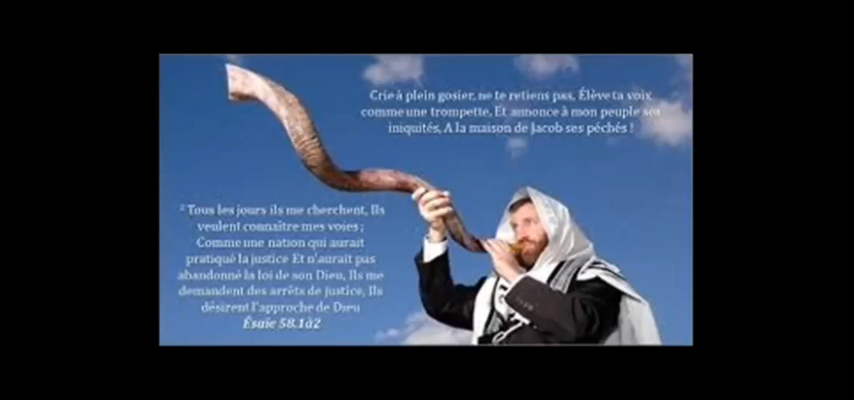 Crie à plein gosier, ne te retiens pas, Élève ta voix
comme une trompette, Et annonce à mon peuple ses
iniquités, A la maison de Jacob ses péchés !
² Tous les jours ils me cherchent, Ils
veulent connaître mes voies ;
Comme une nation qui aurait
pratiqué la justice Et n'aurait pas
abandonné la loi de son Dieu, Ils me
demandent des arrêts de justice, Ils
désirent l'approche de Dieu
Ésaïe 58.1à2